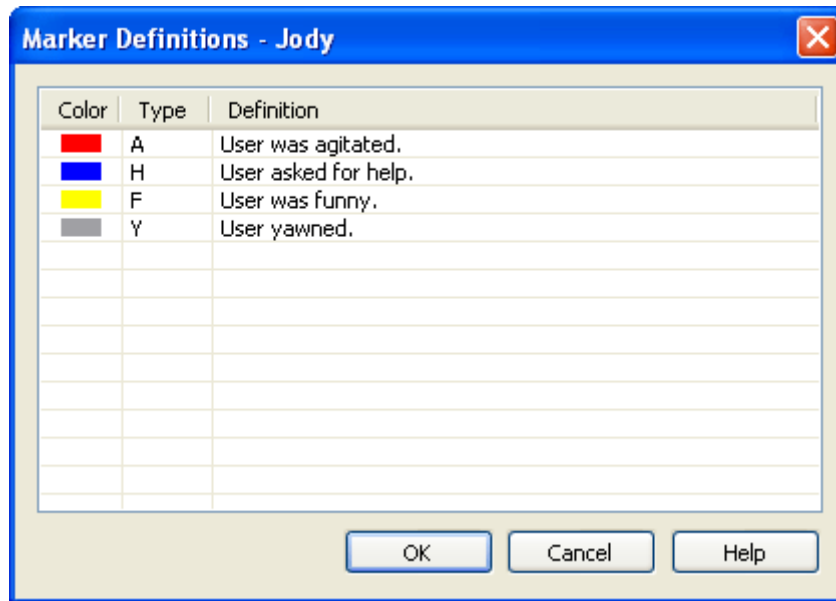 Marker Definitions - Jody
Color Type Definition
A User was agitated.
H User asked for help.
F User was funny.
Y User yawned.
OK Cancel Help